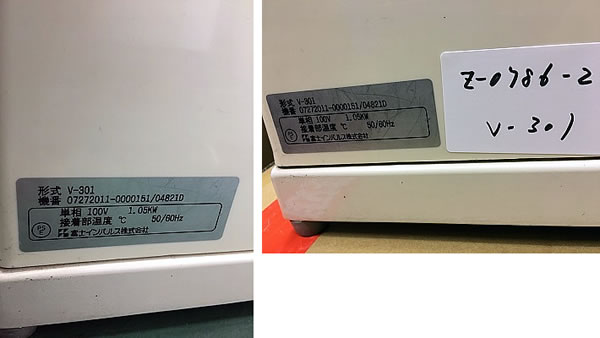 形式 V-301
機番 07272011-0000151/04821D
単相 100V 1.05KW
接着部温度 ℃ 50/60Hz
富士インパルス株式会社
形式 V-301
機番 07272011-0000151/04821D
単相 100V 1.05KW
接着部温度 ℃ 50/60Hz
富士インパルス株式会社
Z-0786-2
V-301